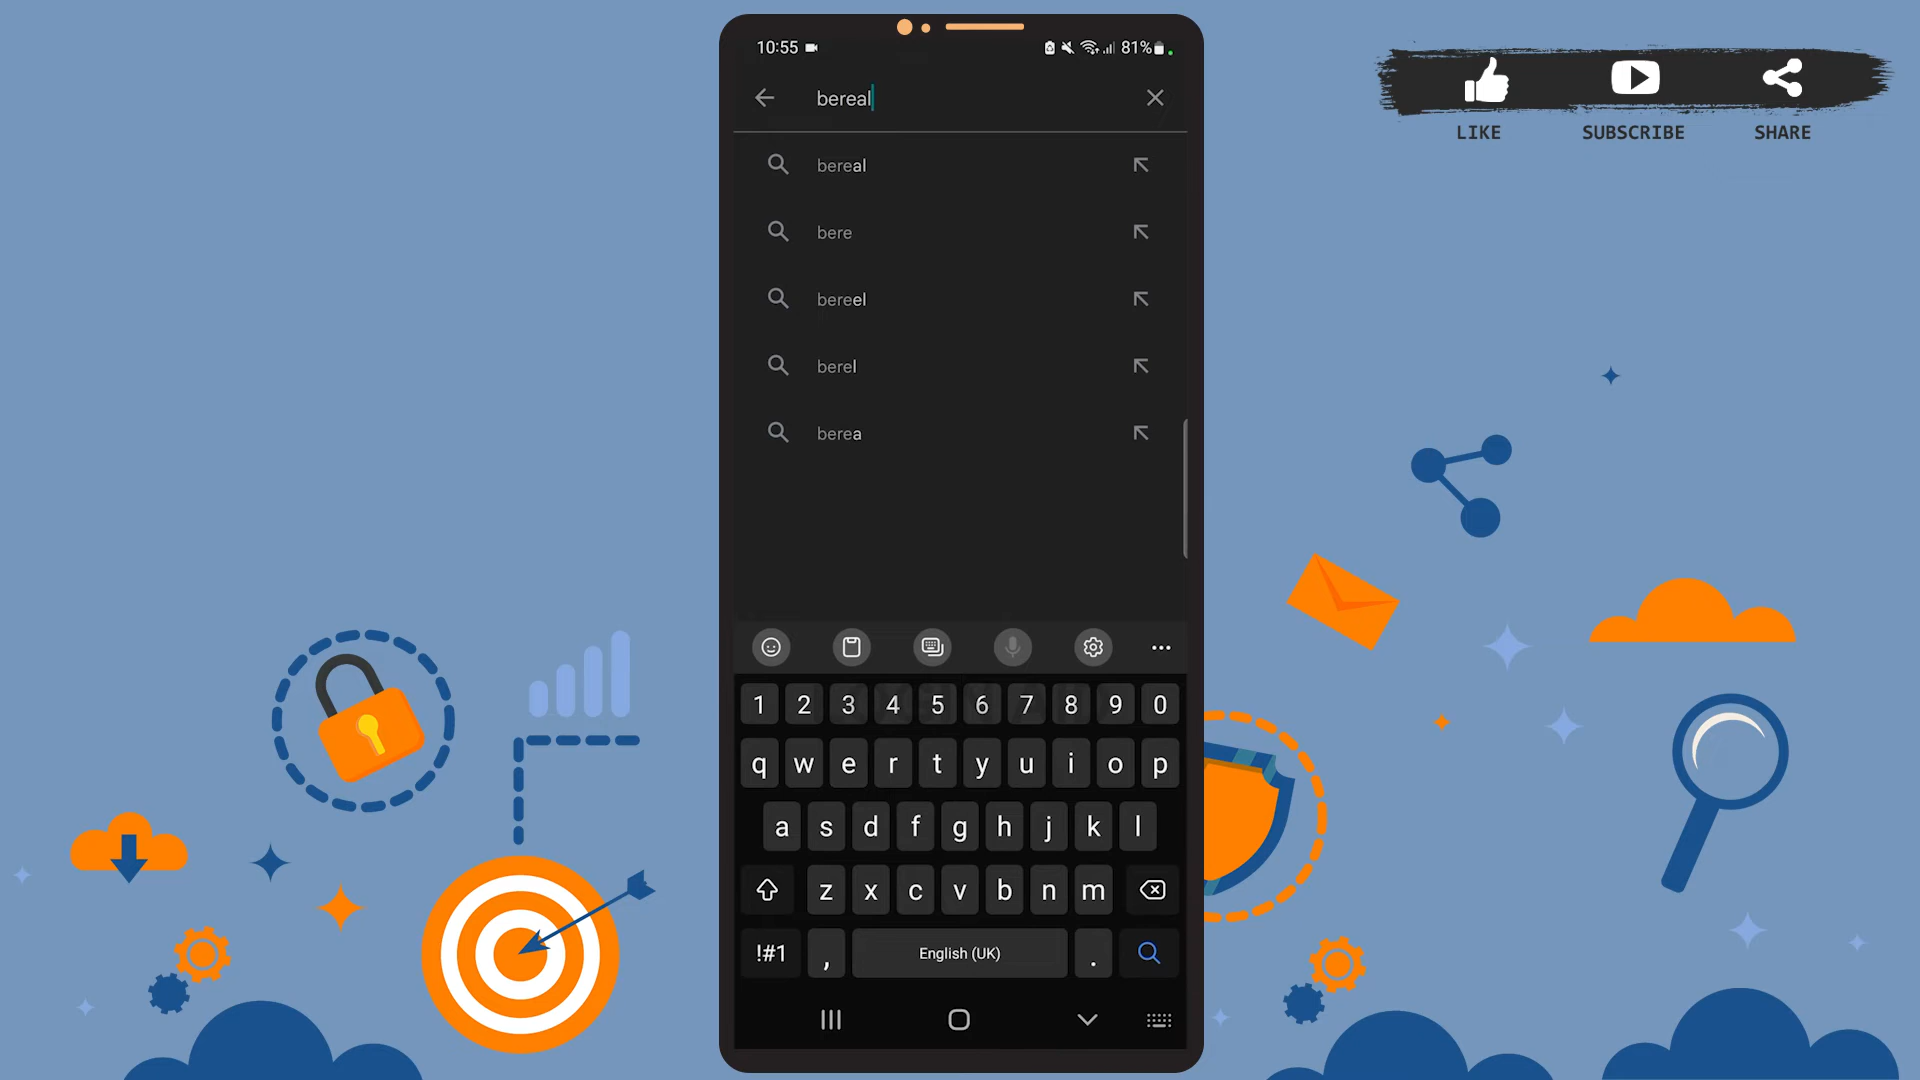 10:55
81%
bereal
LIKE SUBSCRIBE SHARE
bereal
bere
bereel
berel
berea
1 2 3 4 5 6 7 8 9 0
q w e r t y u i o p
a s d f g h j k l
z x c v b n m
!#1 , English (UK) .